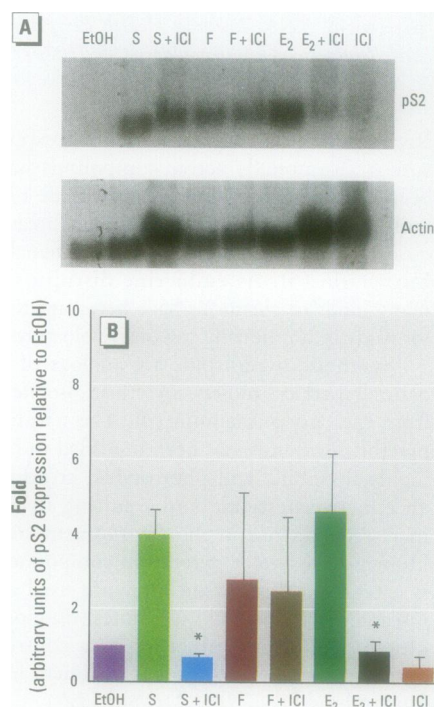 A
EtOH S S + ICI F F + ICI E₂ E₂ + ICI ICI
pS2
Actin
B
Fold
(arbitrary units of pS2 expression relative to EtOH)
10
8
6
4
2
0
*
*
EtOH S S + ICI F F + ICI E₂ E₂ + ICI ICI